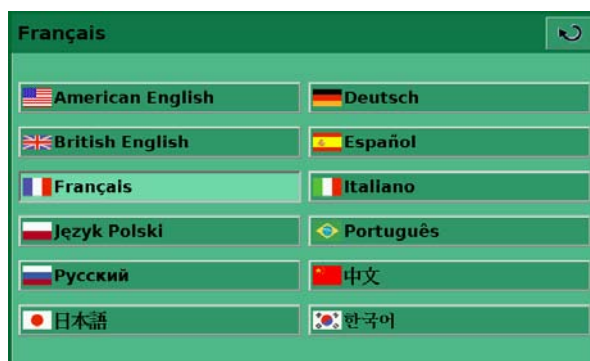 Français
American English
Deutsch
British English
Español
Français
Italiano
Język Polski
Português
Русский
中文
日本語
한국어